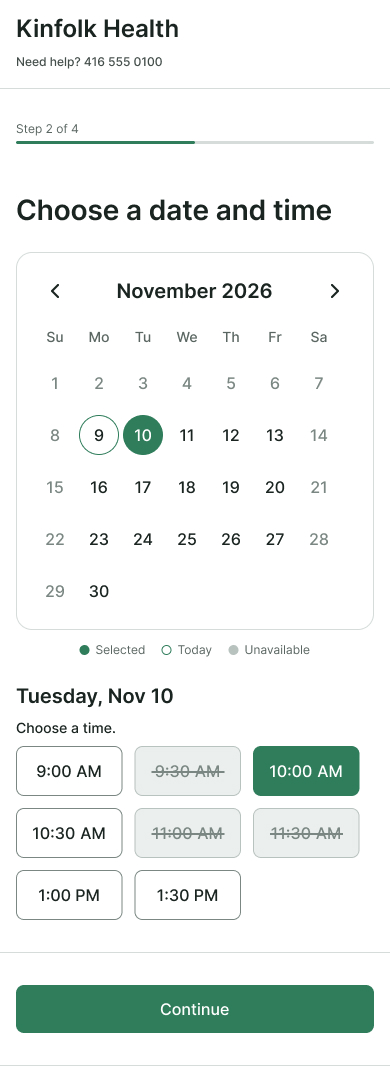 Kinfolk Health
Need help? 416 555 0100
Step 2 of 4
Choose a date and time
November 2026
Su Mo Tu We Th Fr Sa
1 2 3 4 5 6 7
8 9 10 11 12 13 14
15 16 17 18 19 20 21
22 23 24 25 26 27 28
29 30
Selected Today Unavailable
Tuesday, Nov 10
Choose a time.
9:00 AM 9:30 AM 10:00 AM
10:30 AM 11:00 AM 11:30 AM
1:00 PM 1:30 PM
Continue